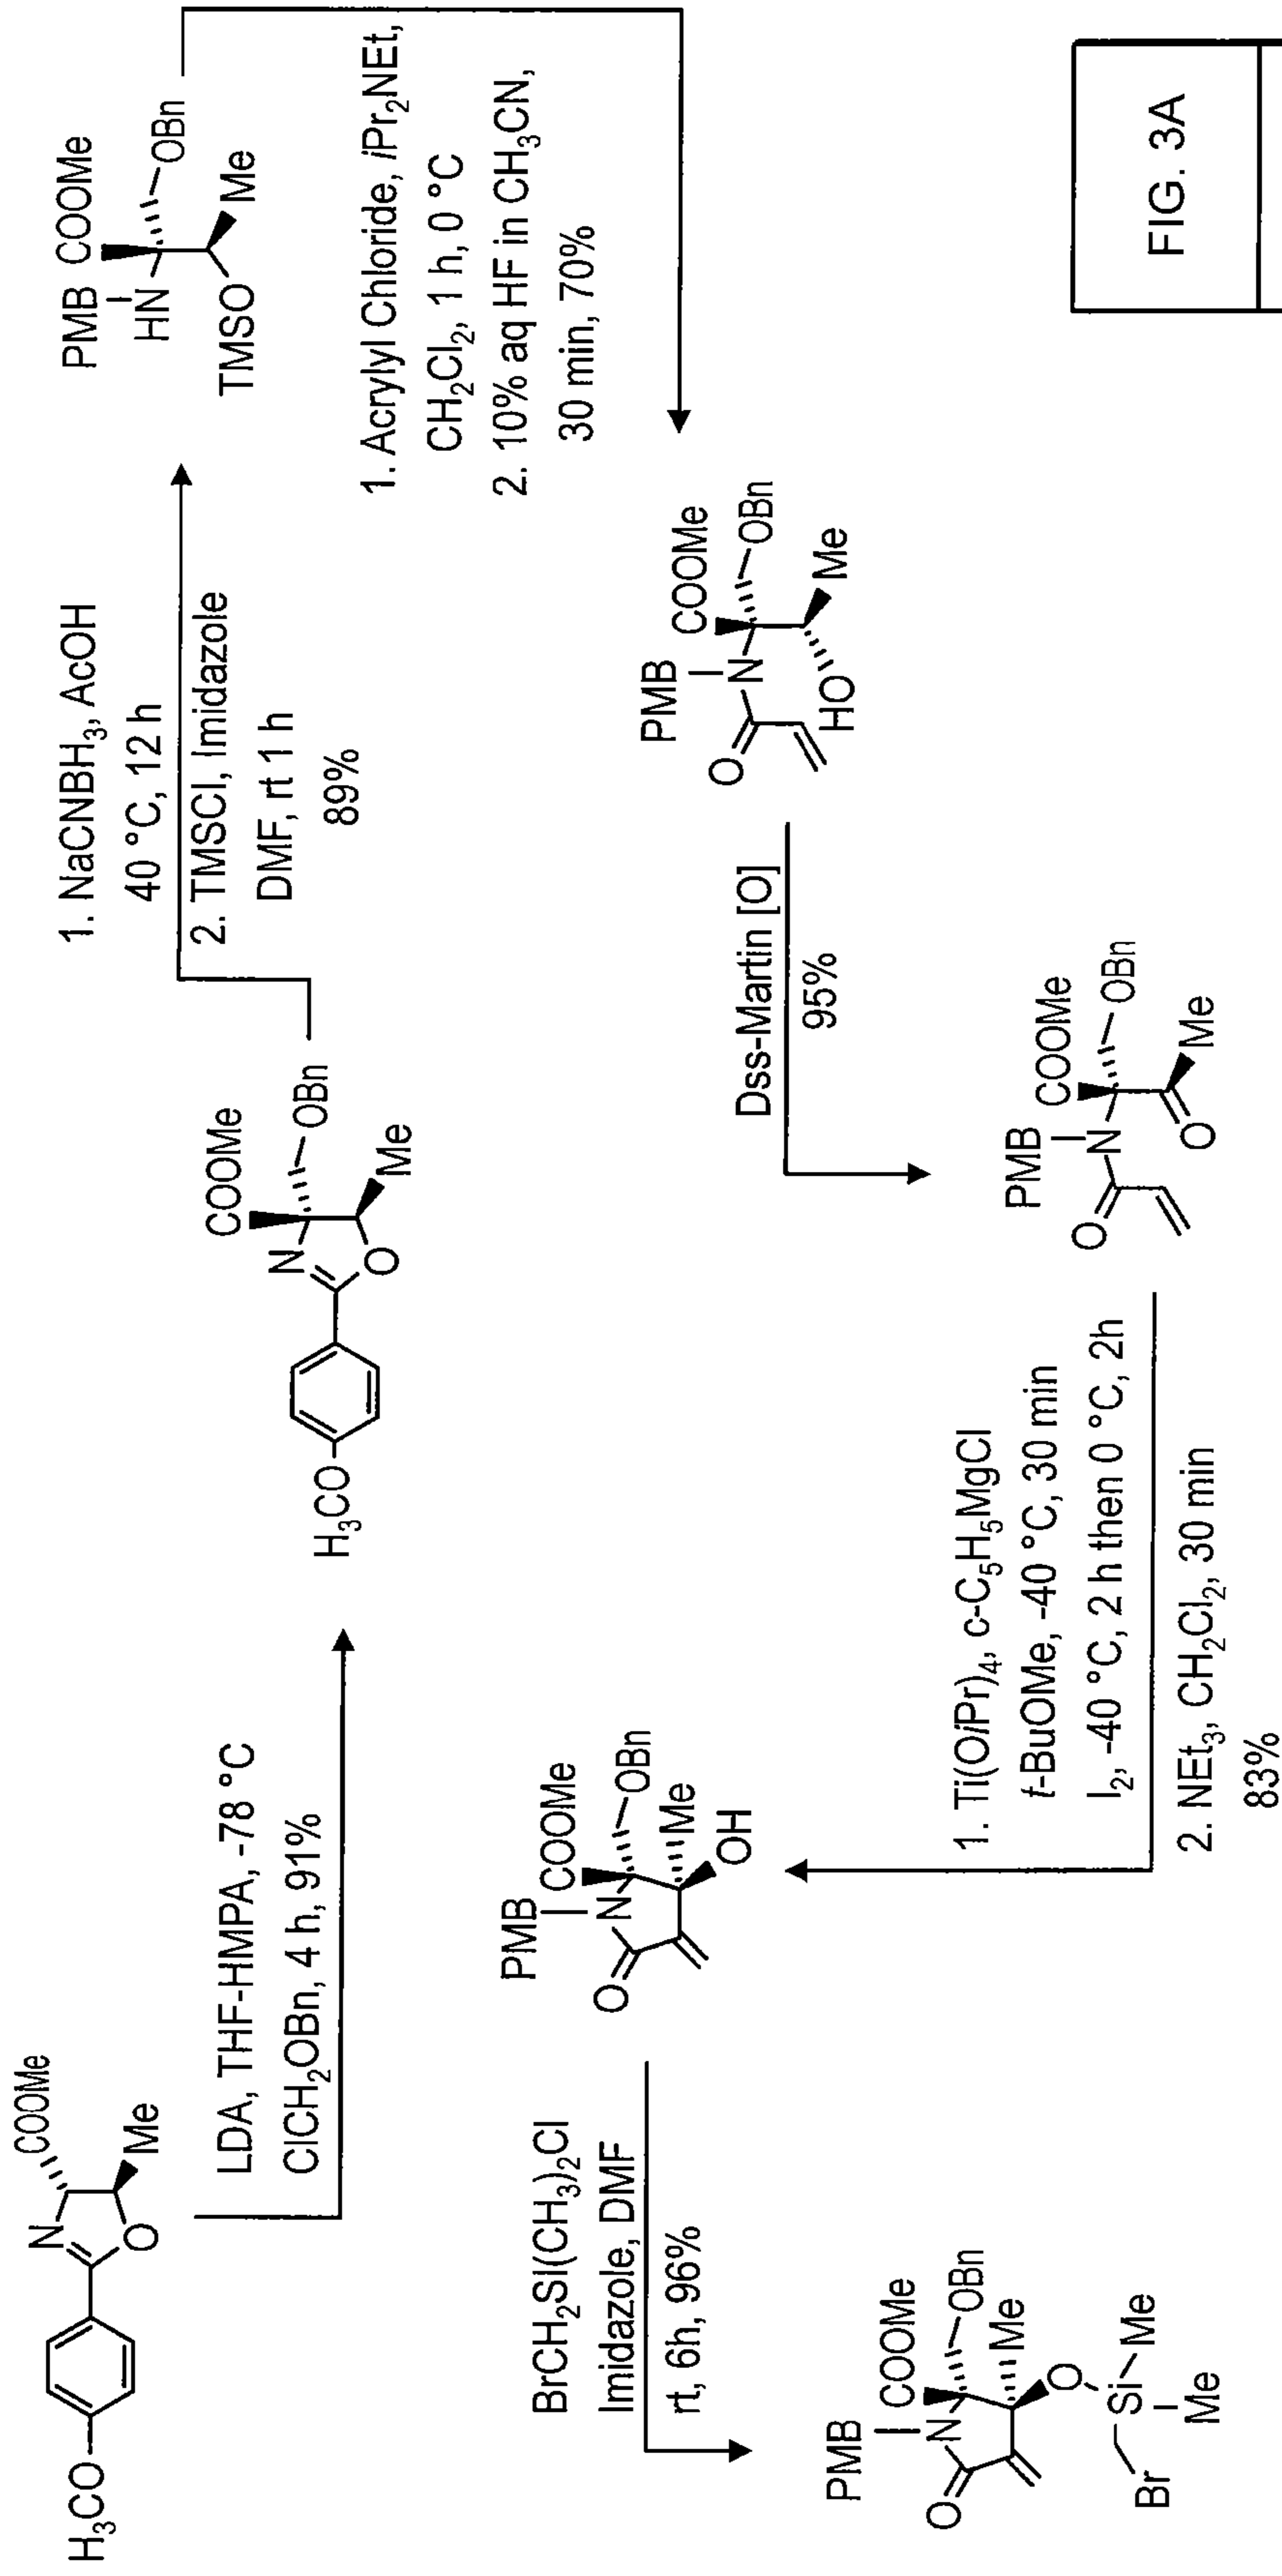 COOMe
N
H₃CO
O
Me
LDA, THF-HMPA, -78 °C
ClCH₂OBn, 4 h, 91%
COOMe
N
OBn
H₃CO
O
Me
1. NaCNBH₃, AcOH
40 °C, 12 h
2. TMSCl, Imidazole
DMF, rt 1 h
89%
PMB COOMe
HN
OBn
TMSO
Me
1. Acrylyl Chloride, iPr₂NEt,
CH₂Cl₂, 1 h, 0 °C
2. 10% aq HF in CH₃CN,
30 min, 70%
PMB
COOMe
N
OBn
O
HO
Me
Dss-Martin [O]
95%
PMB
COOMe
N
OBn
O
O
Me
1. Ti(OiPr)₄, c-C₅H₅MgCl
t-BuOMe, -40 °C, 30 min
I₂, -40 °C, 2 h then 0 °C, 2h
2. NEt₃, CH₂Cl₂, 30 min
83%
PMB
COOMe
N
OBn
O
Me
OH
BrCH₂SI(CH₃)₂Cl
Imidazole, DMF
rt, 6h, 96%
PMB
COOMe
N
OBn
O
Me
O
Br
Si
Me
Me
FIG. 3A